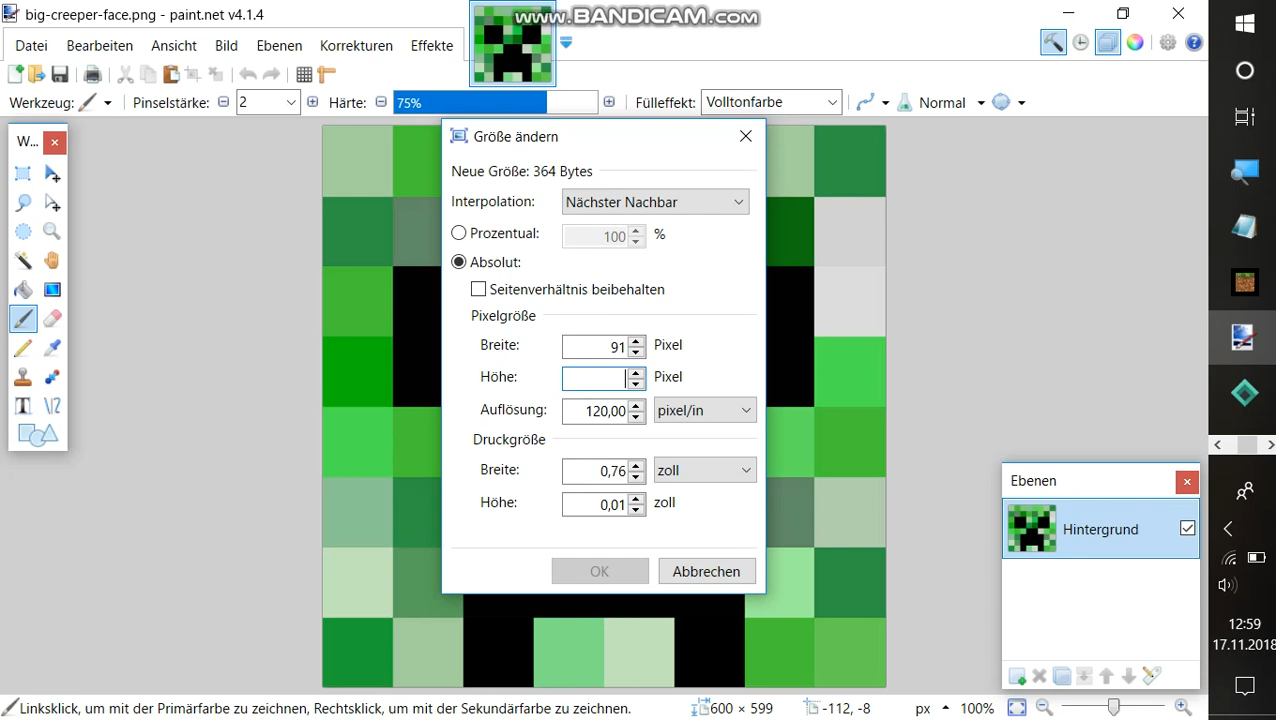 big-creeper-face.png - paint.net v4.1.4
www.BANDICAM.com
Datei Bearbeiten Ansicht Bild Ebenen Korrekturen Effekte
Werkzeug: Pinselstärke: 2 Härte: 75% Fülleffekt: Volltonfarbe Normal
W...
Größe ändern
Neue Größe: 364 Bytes
Interpolation: Nächster Nachbar
Prozentual: 100 %
Absolut:
Seitenverhältnis beibehalten
Pixelgröße
Breite: 91 Pixel
Höhe: Pixel
Auflösung: 120,00 pixel/in
Druckgröße
Breite: 0,76 zoll
Höhe: 0,01 zoll
OK Abbrechen
Ebenen
Hintergrund
12:59
17.11.2018
Linksklick, um mit der Primärfarbe zu zeichnen, Rechtsklick, um mit der Sekundärfarbe zu zeichnen. 600 × 599 -112, -8 px 100%